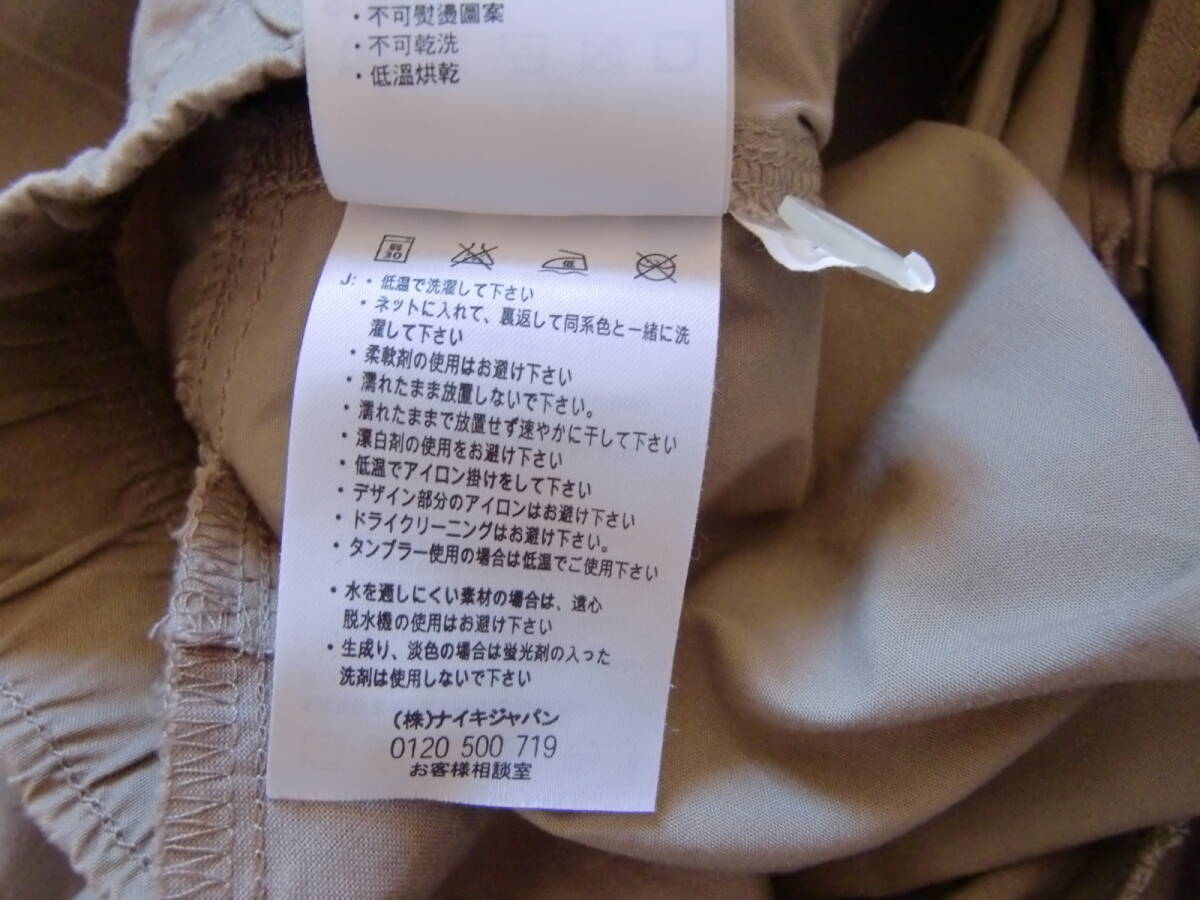 ・不可熨燙圖案
・不可乾洗
・低溫烘乾
弱
30
低
J: ・低温で洗濯して下さい
・ネットに入れて、裏返して同系色と一緒に洗
濯して下さい
・柔軟剤の使用はお避け下さい
・濡れたまま放置しないで下さい。
・濡れたままで放置せず速やかに干して下さい
・漂白剤の使用をお避け下さい
・低温でアイロン掛けをして下さい
・デザイン部分のアイロンはお避け下さい
・ドライクリーニングはお避け下さい。
・タンブラー使用の場合は低温でご使用下さい
・水を通しにくい素材の場合は、遠心
脱水機の使用はお避け下さい
・生成り、淡色の場合は蛍光剤の入った
洗剤は使用しないで下さい
(株)ナイキジャパン
0120 500 719
お客様相談室